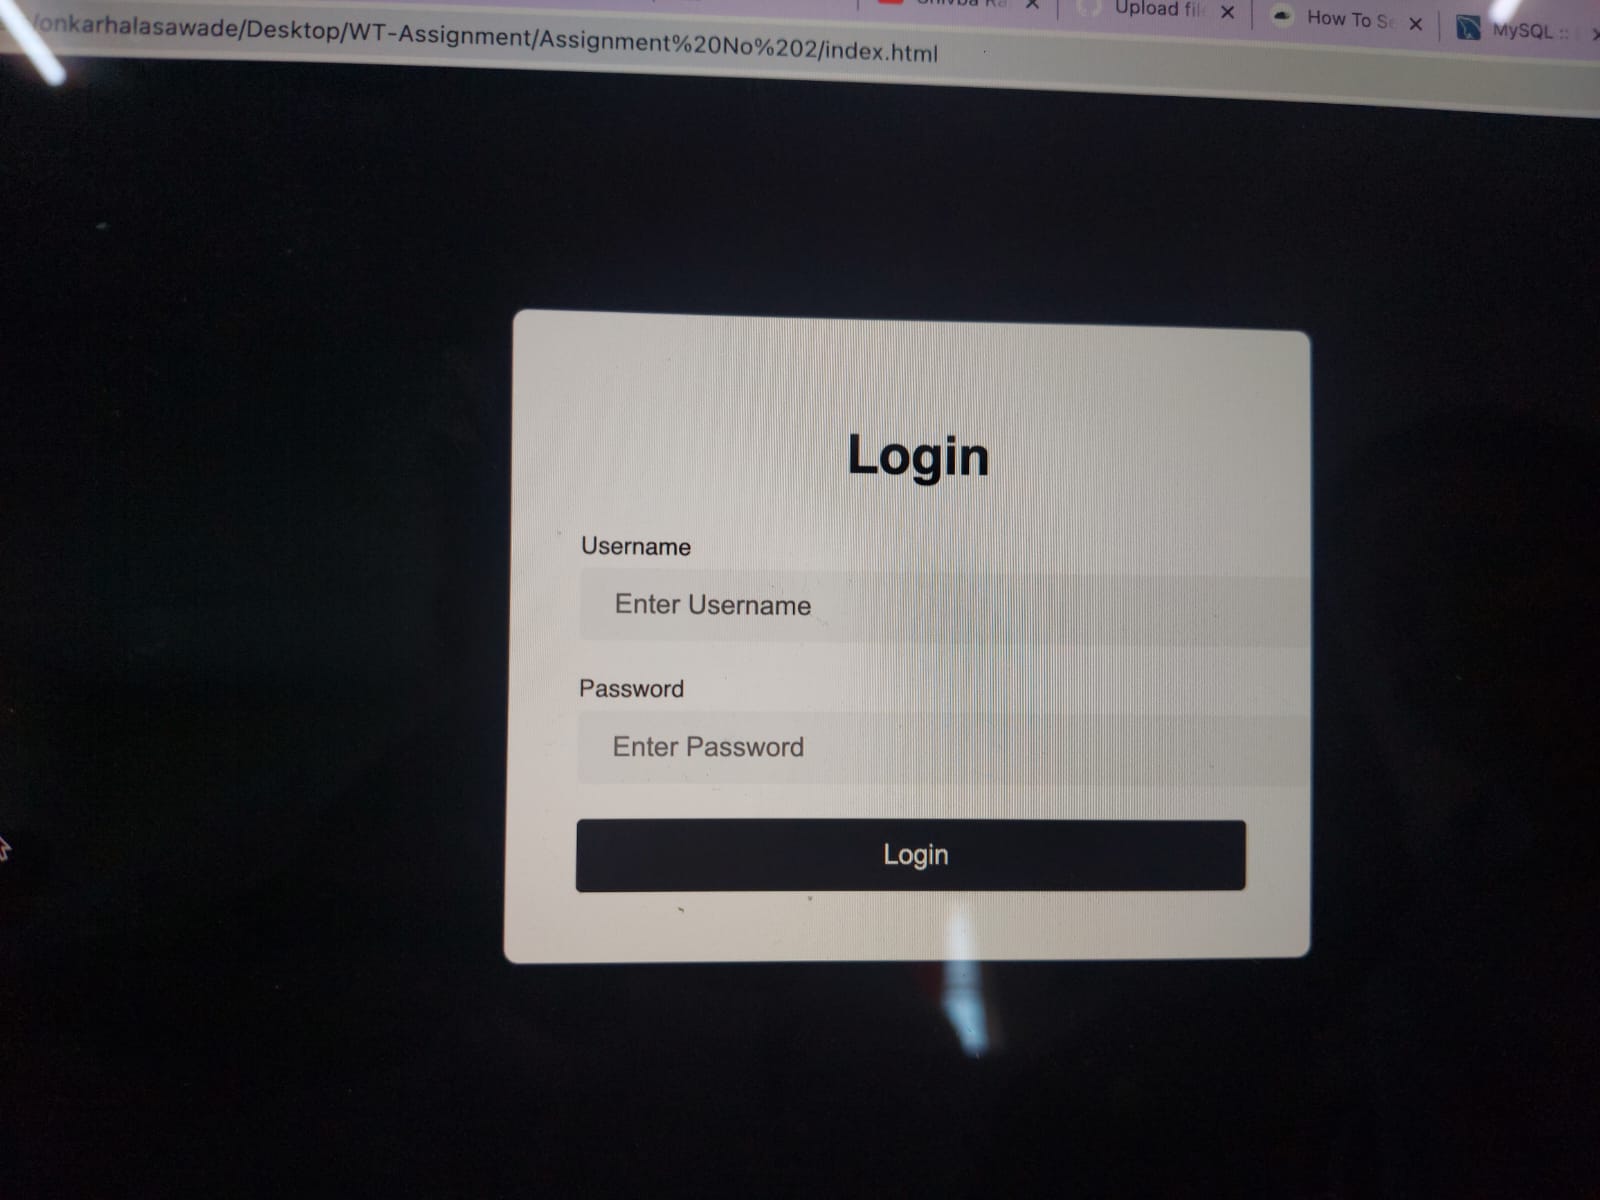 Upload fil
How To Se
MySQL ::
/onkarhalasawade/Desktop/WT-Assignment/Assignment%20No%202/index.html
Login
Username
Enter Username
Password
Enter Password
Login